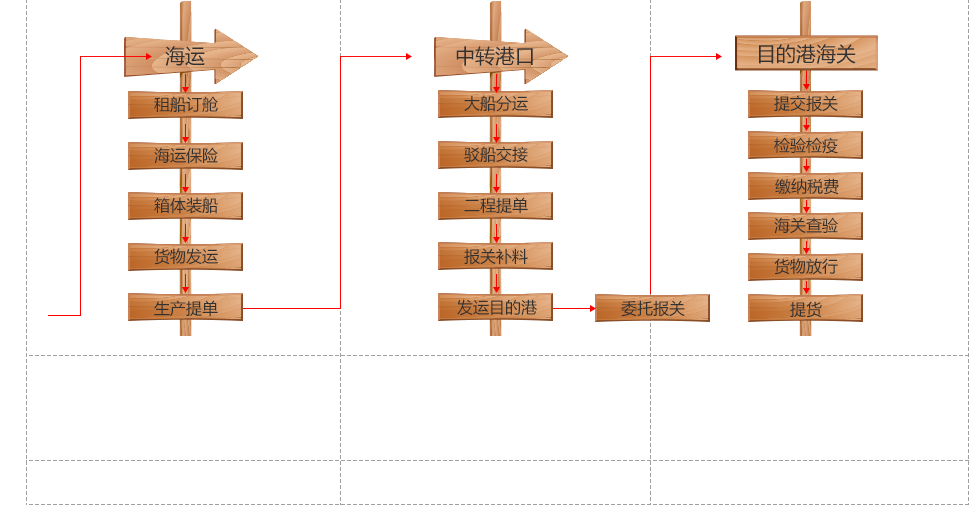 海运
租船订舱
海运保险
箱体装船
货物发运
生产提单
中转港口
大船分运
驳船交接
二程提单
报关补料
发运目的港
委托报关
目的港海关
提交报关
检验检疫
缴纳税费
海关查验
货物放行
提货